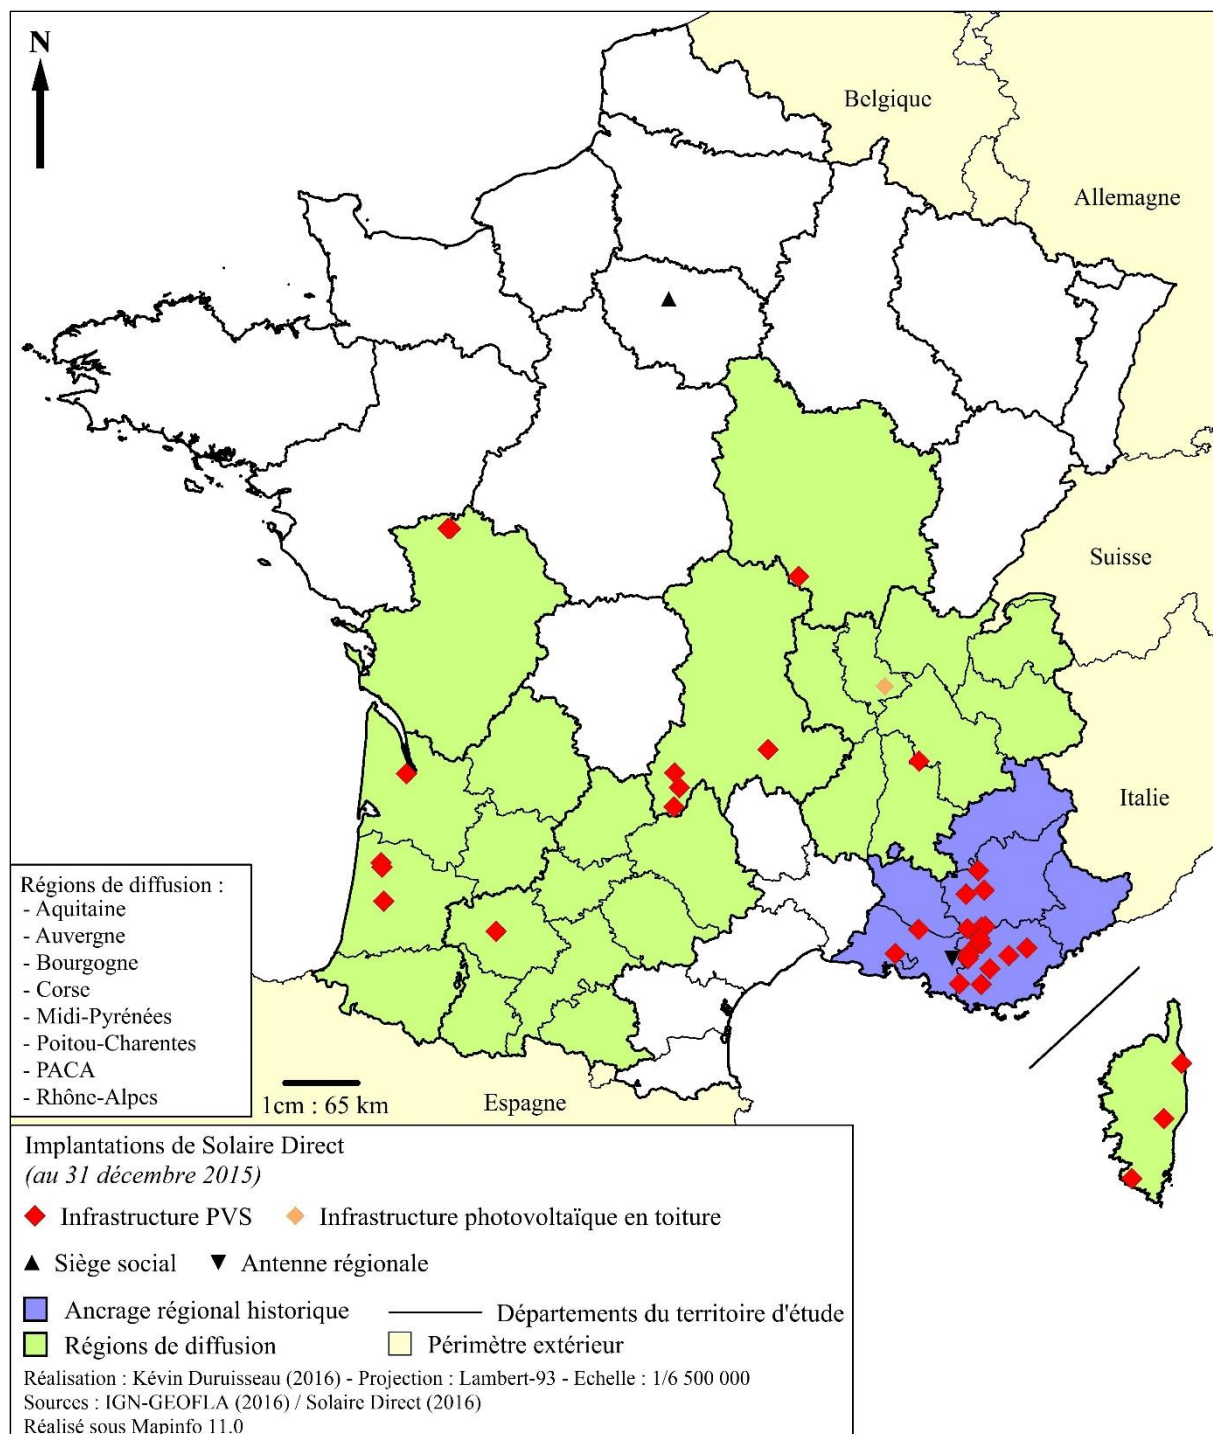 N
Belgique
Allemagne
Suisse
Italie
Régions de diffusion :
- Aquitaine
- Auvergne
- Bourgogne
- Corse
- Midi-Pyrénées
- Poitou-Charentes
- PACA
- Rhône-Alpes
1cm : 65 km
Espagne
Implantations de Solaire Direct
(au 31 décembre 2015)
Infrastructure PVS
Infrastructure photovoltaïque en toiture
Siège social
Antenne régionale
Ancrage régional historique
Départements du territoire d'étude
Régions de diffusion
Périmètre extérieur
Réalisation : Kévin Duruisseau (2016) - Projection : Lambert-93 - Echelle : 1/6 500 000
Sources : IGN-GEOFLA (2016) / Solaire Direct (2016)
Réalisé sous Mapinfo 11.0